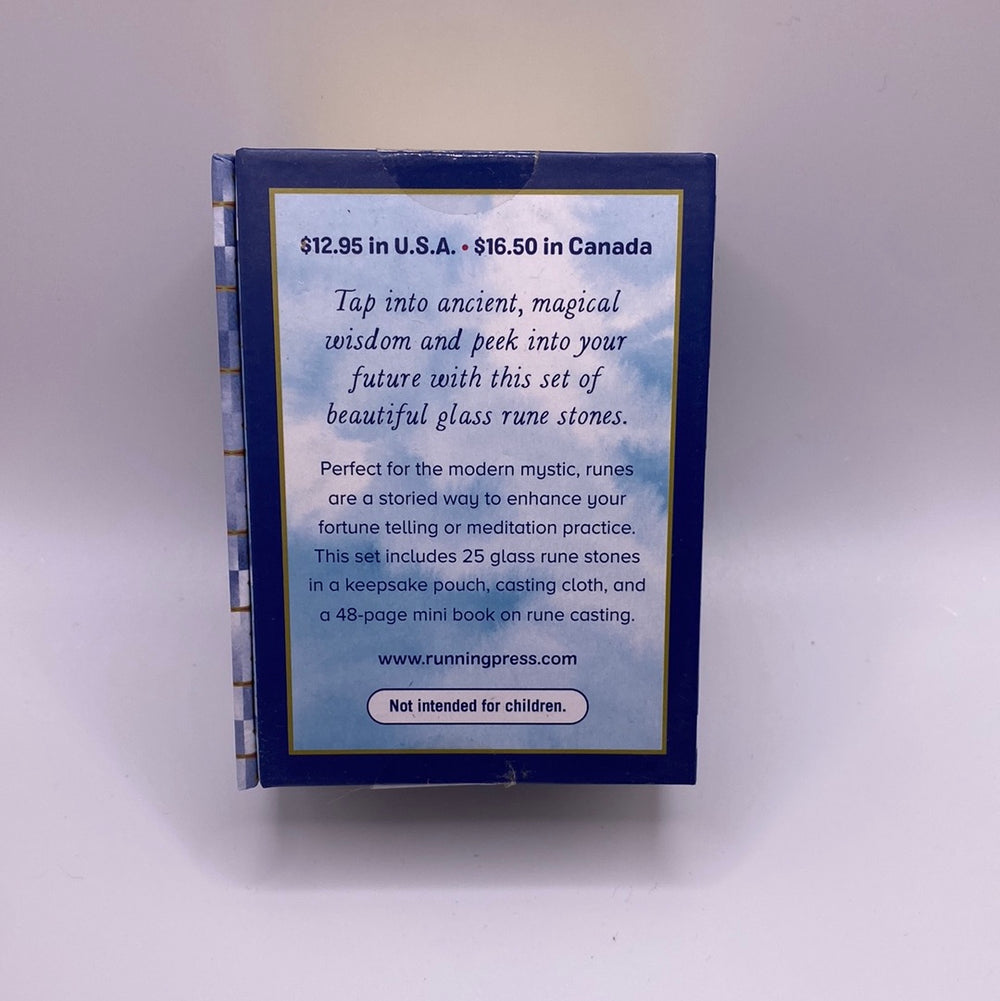 $12.95 in U.S.A. • $16.50 in Canada
Tap into ancient, magical
wisdom and peek into your
future with this set of
beautiful glass rune stones.
Perfect for the modern mystic, runes
are a storied way to enhance your
fortune telling or meditation practice.
This set includes 25 glass rune stones
in a keepsake pouch, casting cloth, and
a 48-page mini book on rune casting.
www.runningpress.com
Not intended for children.